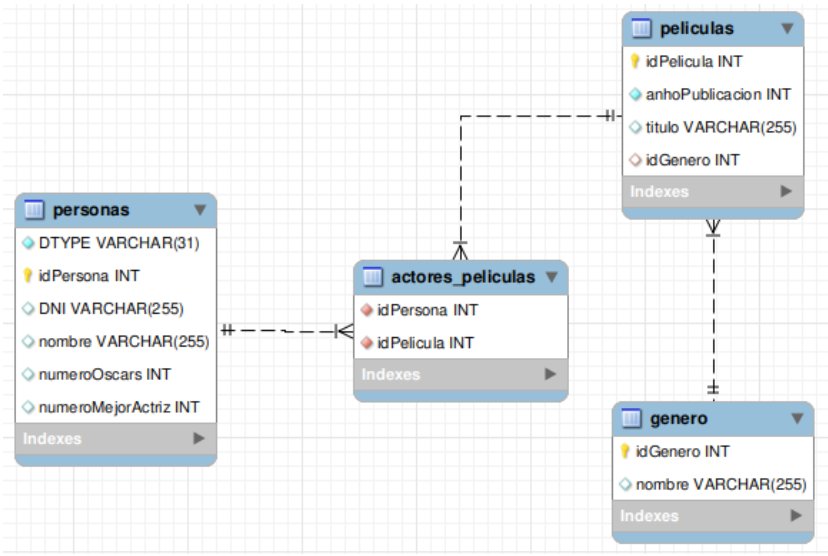 peliculas
idPelicula INT
anhoPublicacion INT
titulo VARCHAR(255)
idGenero INT
Indexes
personas
DTYPE VARCHAR(31)
idPersona INT
DNI VARCHAR(255)
nombre VARCHAR(255)
numeroOscars INT
numeroMejorActriz INT
Indexes
actores_peliculas
idPersona INT
idPelicula INT
Indexes
genero
idGenero INT
nombre VARCHAR(255)
Indexes